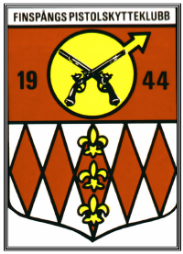 FINSPÅNGS PISTOLSKYTTEKLUBB
19 44